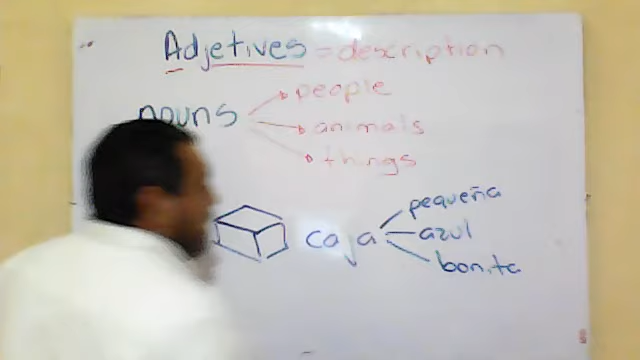 Adjetives = description
nouns
people
animals
things
caja
pequeña
azul
bonita